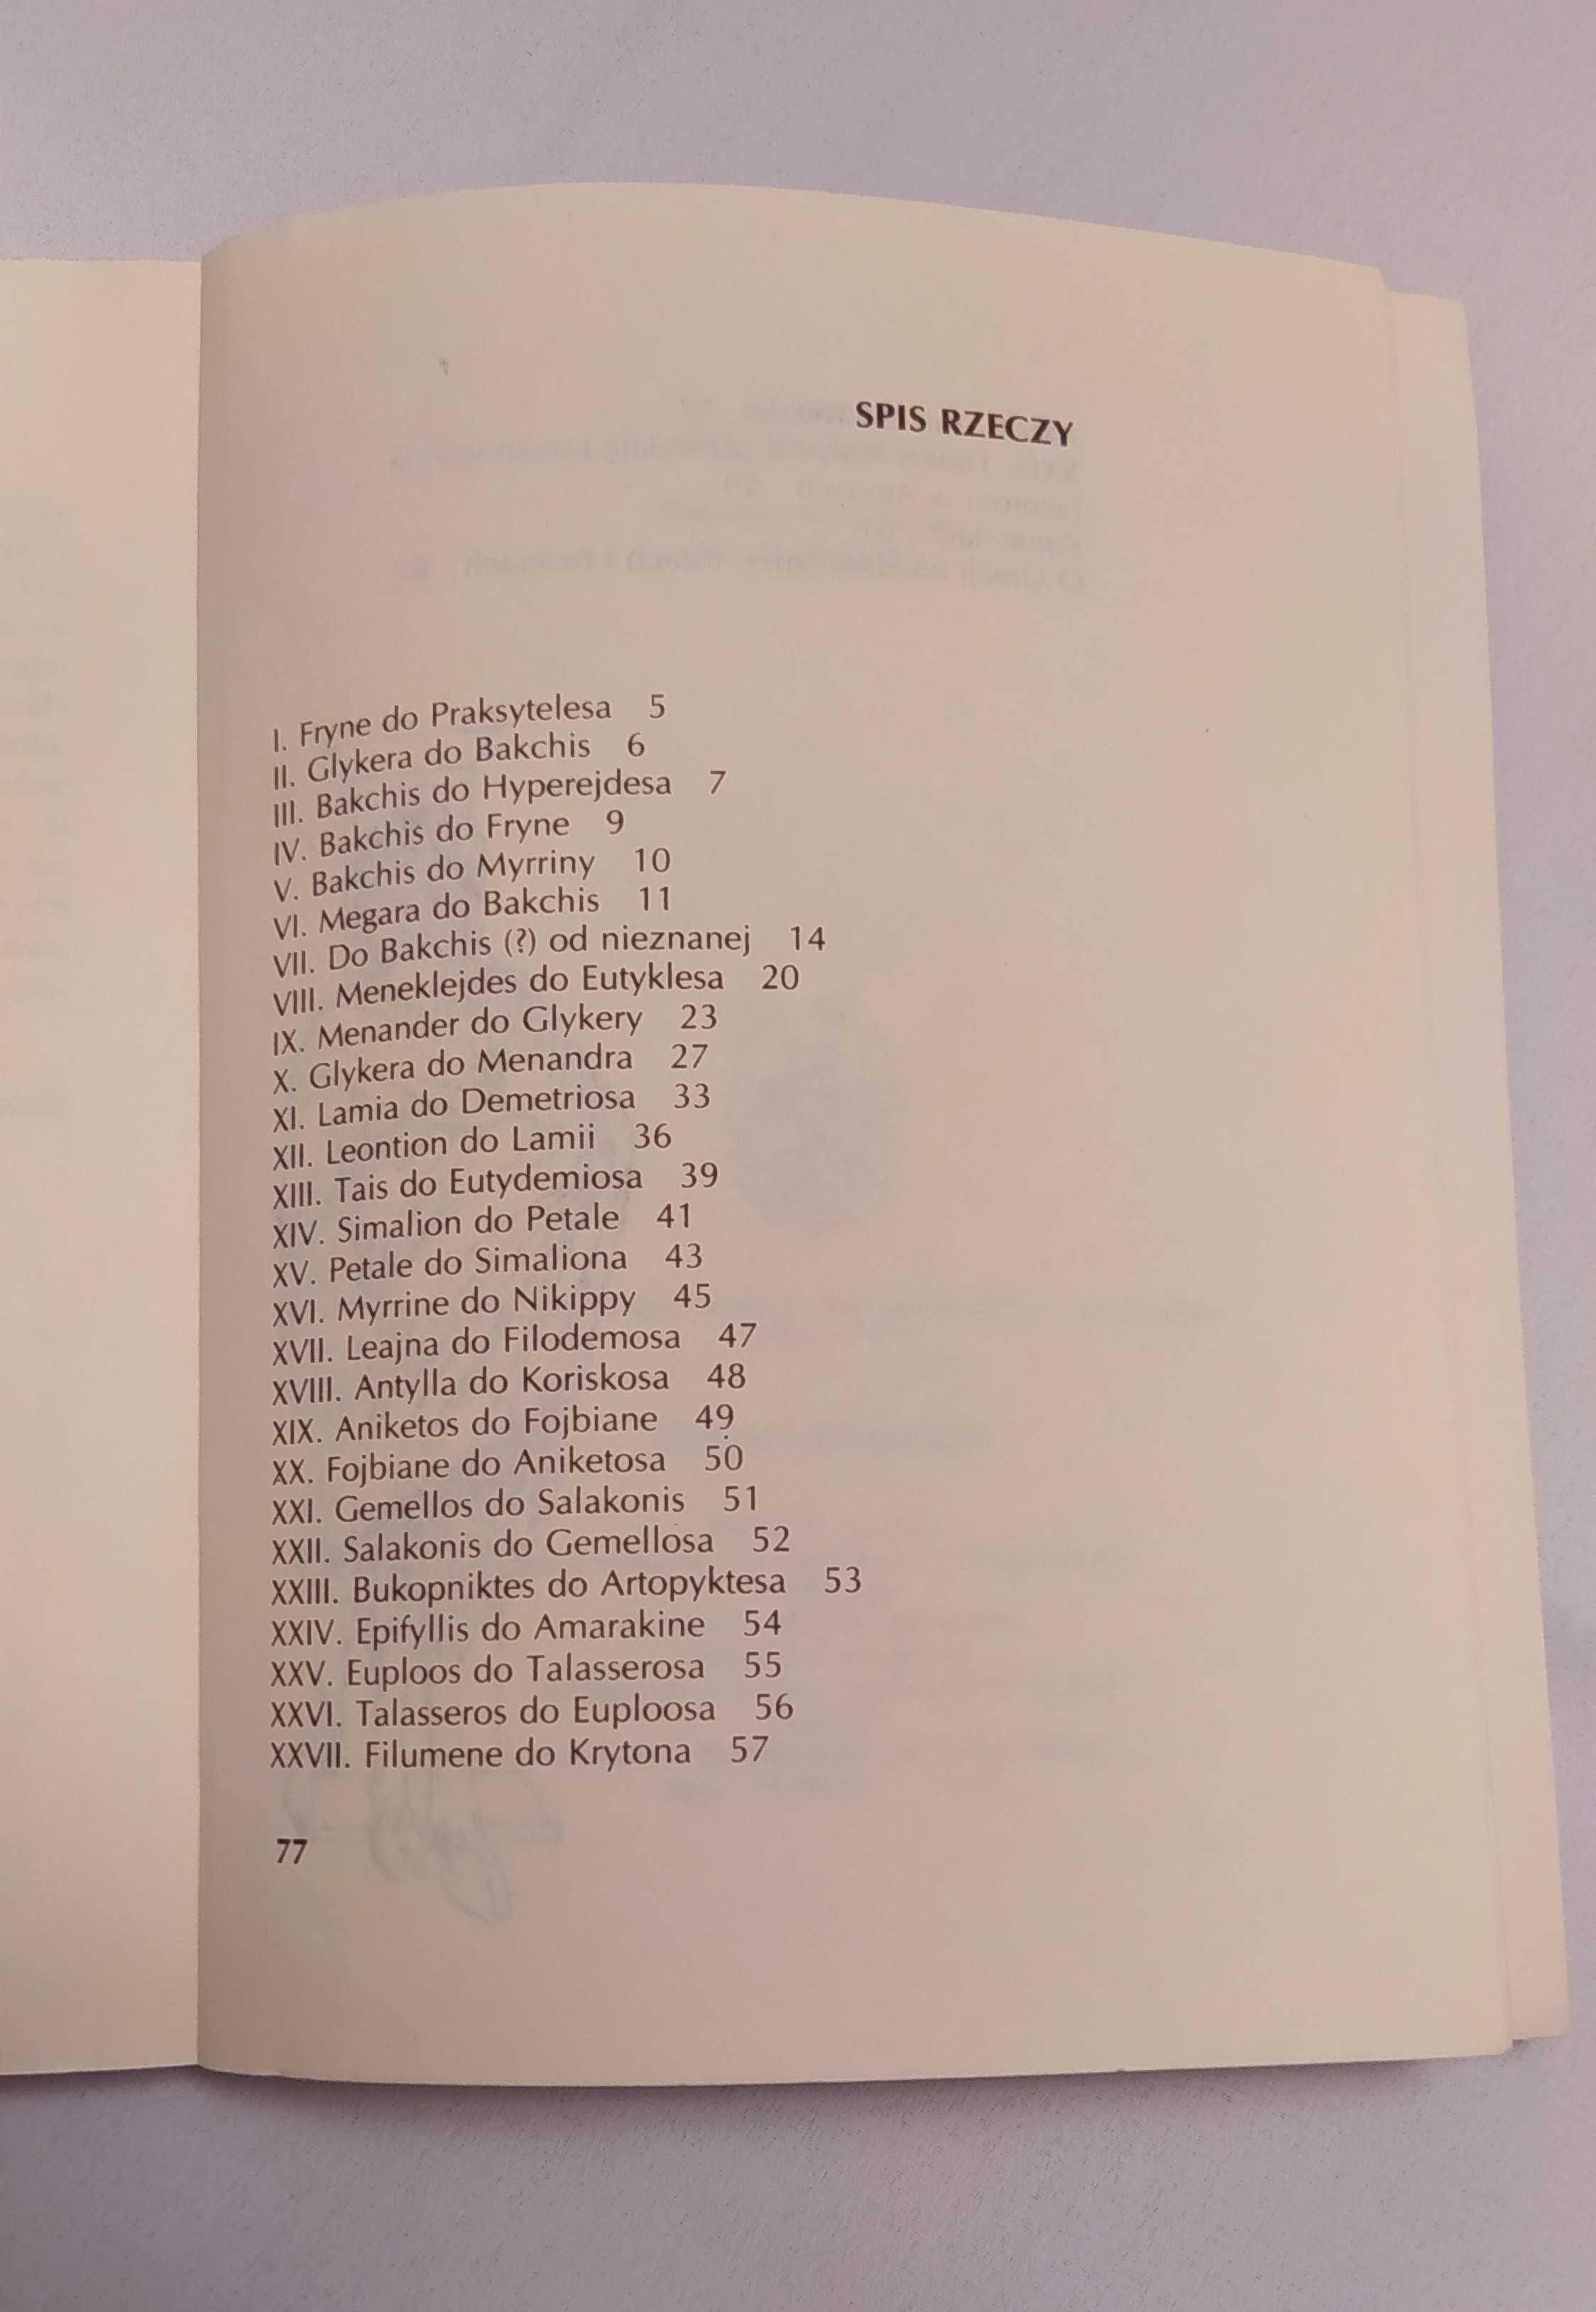 SPIS RZECZY
I. Fryne do Praksytelesa 5
II. Glykera do Bakchis 6
III. Bakchis do Hyperejdesa 7
IV. Bakchis do Fryne 9
V. Bakchis do Myrriny 10
VI. Megara do Bakchis 11
VII. Do Bakchis (?) od nieznanej 14
VIII. Meneklejdes do Eutyklesa 20
IX. Menander do Glykery 23
X. Glykera do Menandra 27
XI. Lamia do Demetriosa 33
XII. Leontion do Lamii 36
XIII. Tais do Eutydemiosa 39
XIV. Simalion do Petale 41
XV. Petale do Simaliona 43
XVI. Myrrine do Nikippy 45
XVII. Leajna do Filodemosa 47
XVIII. Antylla do Koriskosa 48
XIX. Aniketos do Fojbiane 49
XX. Fojbiane do Aniketosa 50
XXI. Gemellos do Salakonis 51
XXII. Salakonis do Gemellosa 52
XXIII. Bukopniktes do Artopyktesa 53
XXIV. Epifyllis do Amarakine 54
XXV. Euploos do Talasserosa 55
XXVI. Talasseros do Euploosa 56
XXVII. Filumene do Krytona 57
77